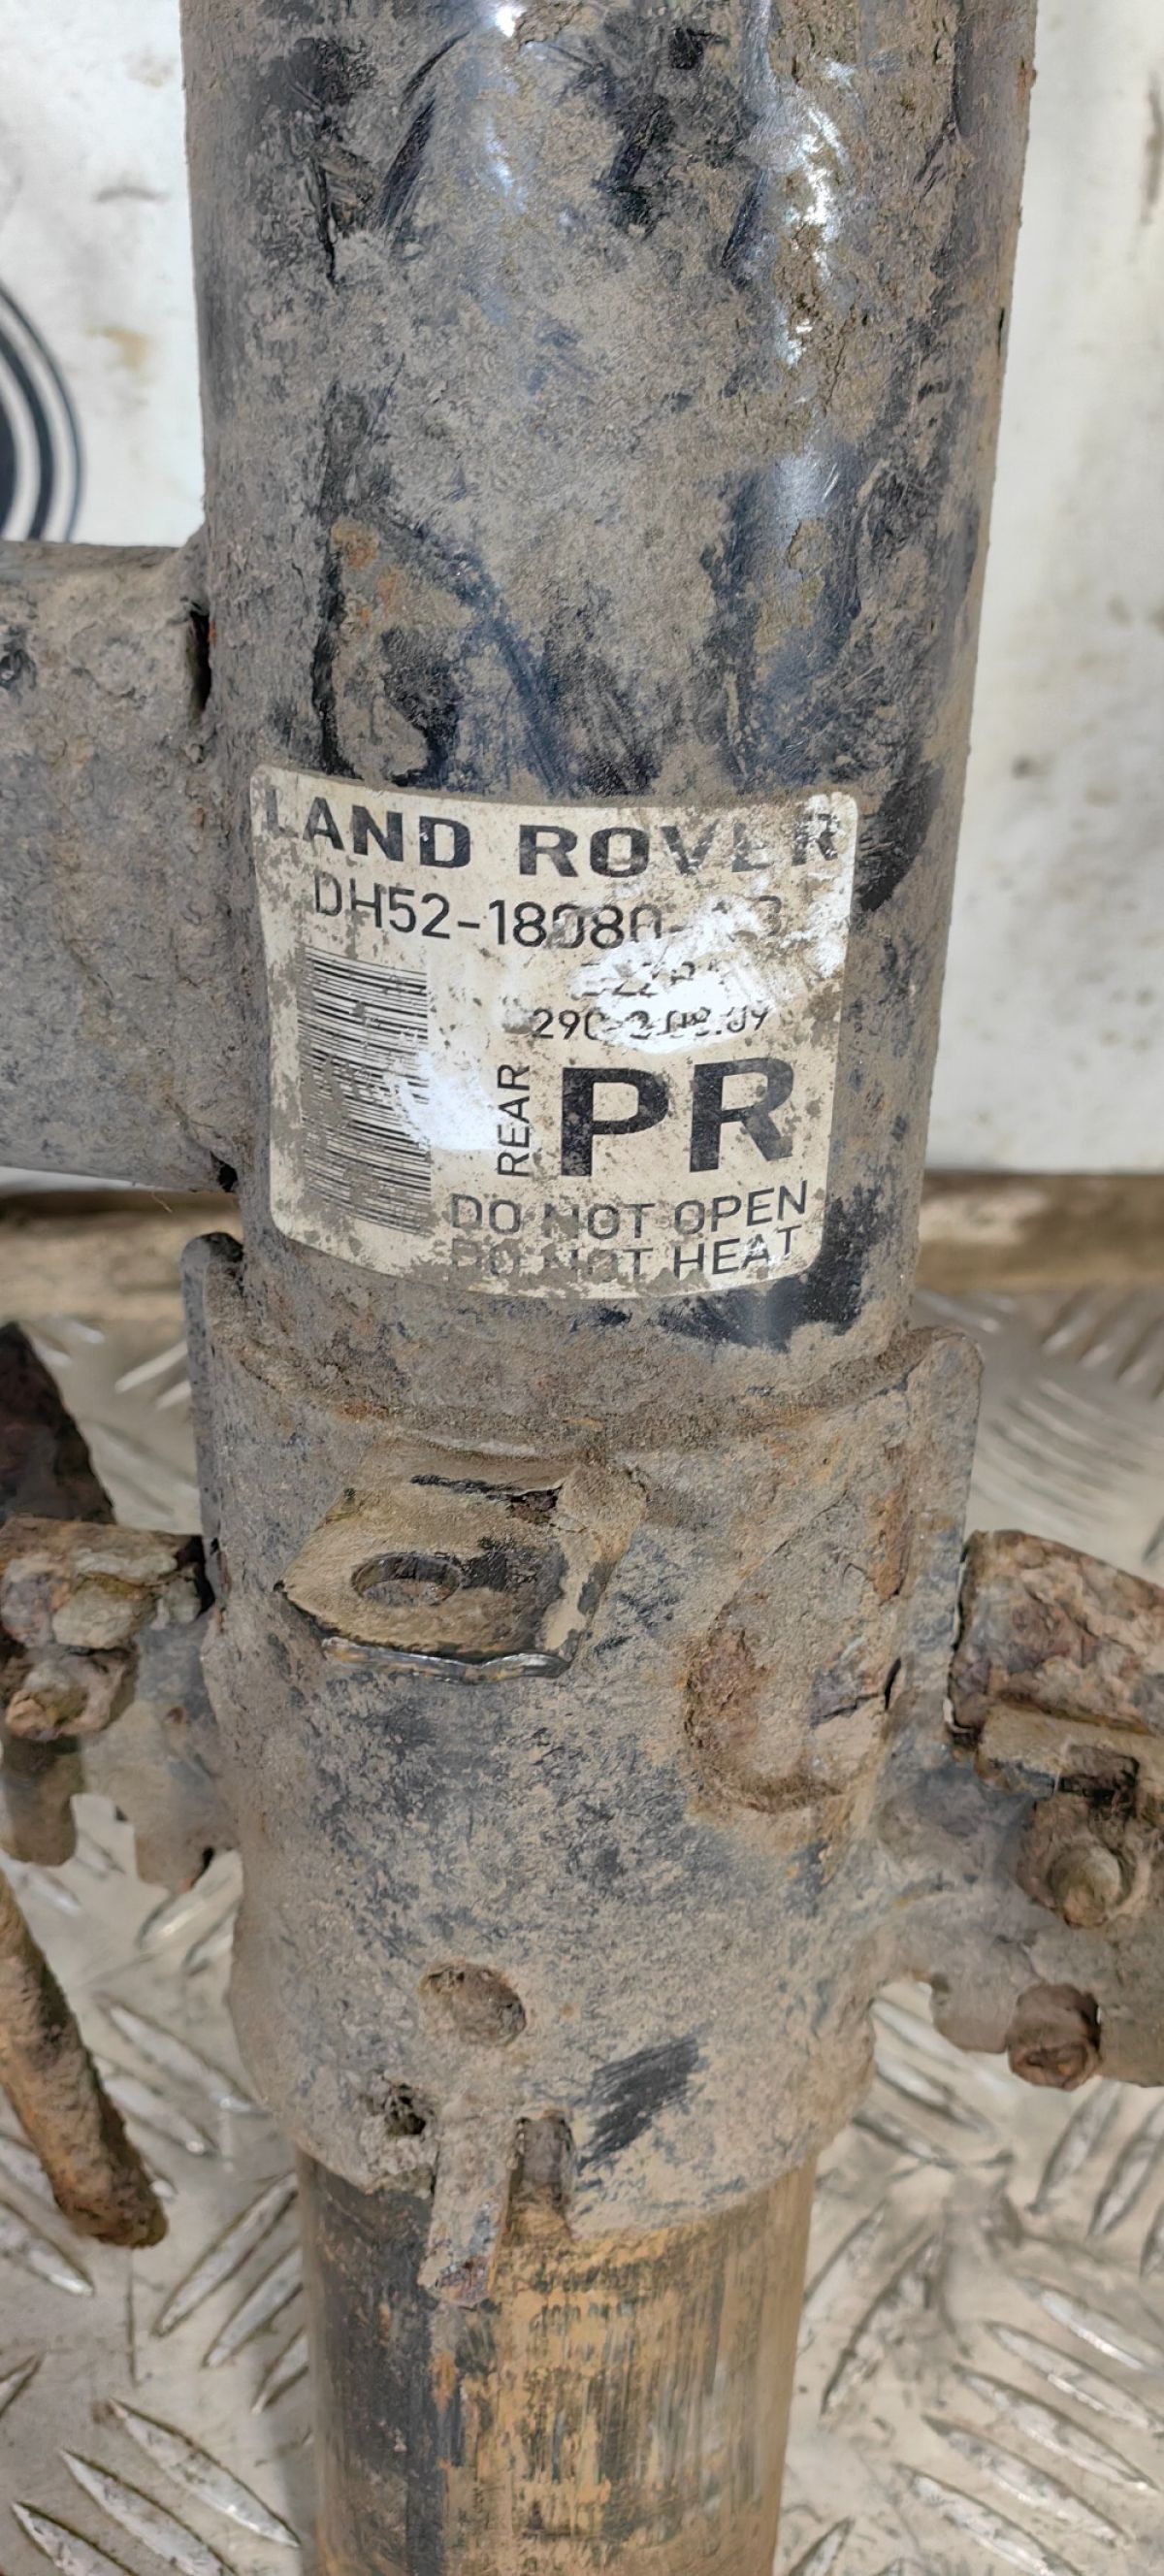 LAND ROVER
DH52-18080-
REAR
PR
DO NOT OPEN
DO NOT HEAT